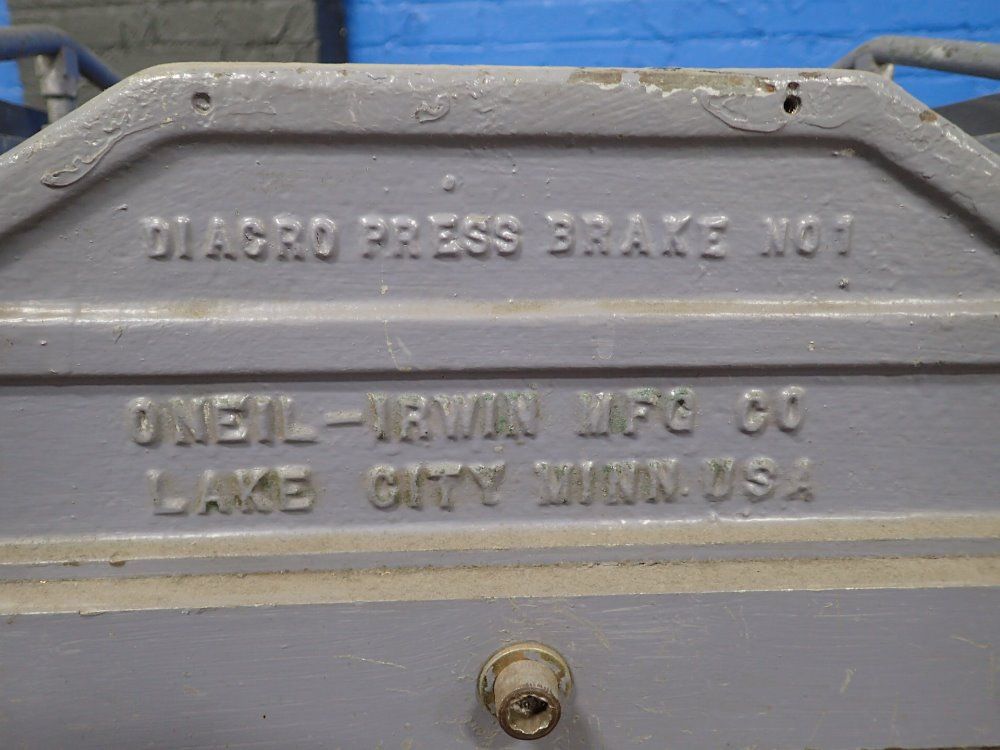 DIACRO PRESS BRAKE NO.1
ONEIL-IRWIN MFG CO
LAKE CITY MINN. USA